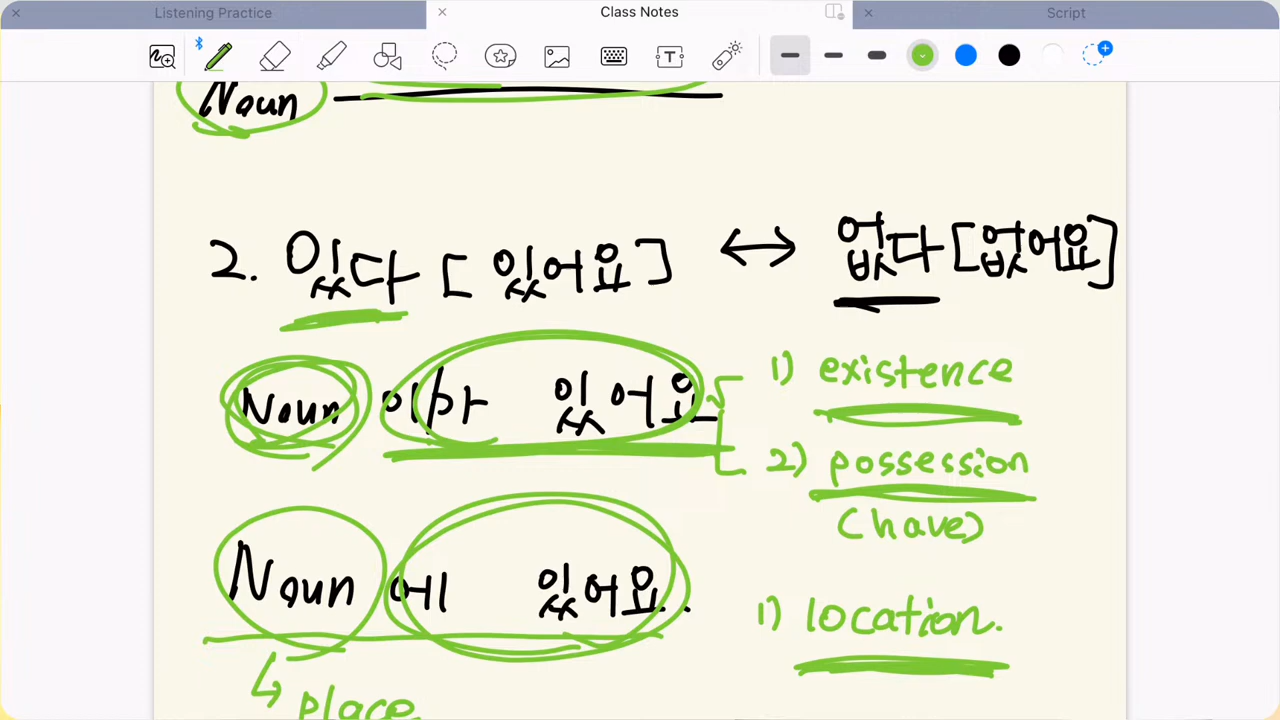 Listening Practice
Class Notes
Script
Noun
2. 있다 [있어요] ↔ 없다 [없어요]
Noun 이/가 있어요
1) existence
2) possession
(have)
Noun 에 있어요.
1) location.
↳ place